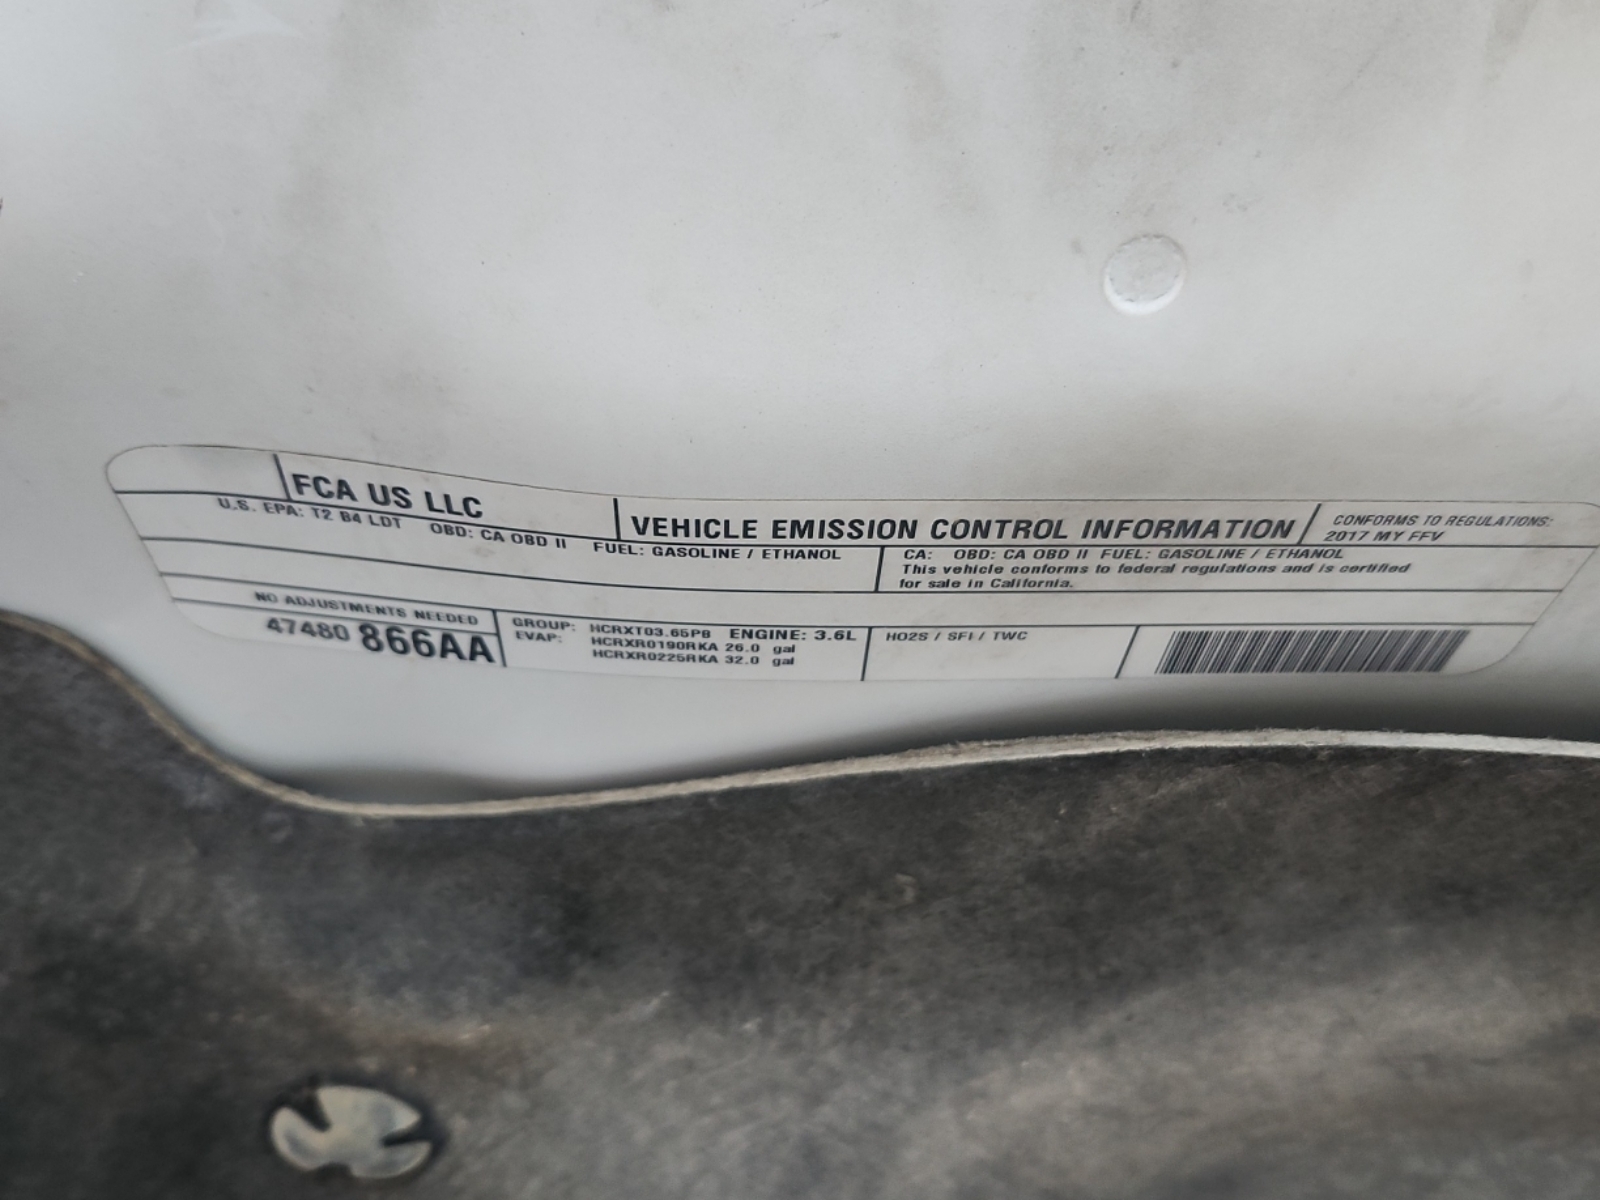 FCA US LLC
VEHICLE EMISSION CONTROL INFORMATION
CONFORMS TO REGULATIONS:
2017 MY FFV
U.S. EPA: T2 B4 LDT OBD: CA OBD II FUEL: GASOLINE / ETHANOL
CA: OBD: CA OBD II FUEL: GASOLINE / ETHANOL
This vehicle conforms to federal regulations and is certified
for sale in California.
NO ADJUSTMENTS NEEDED
47480 866AA
GROUP: HCRXT03.65P8 ENGINE: 3.6L
EVAP: HCRXR0190RKA 26.0 gal
HCRXR0225RKA 32.0 gal
HO2S / SFI / TWC